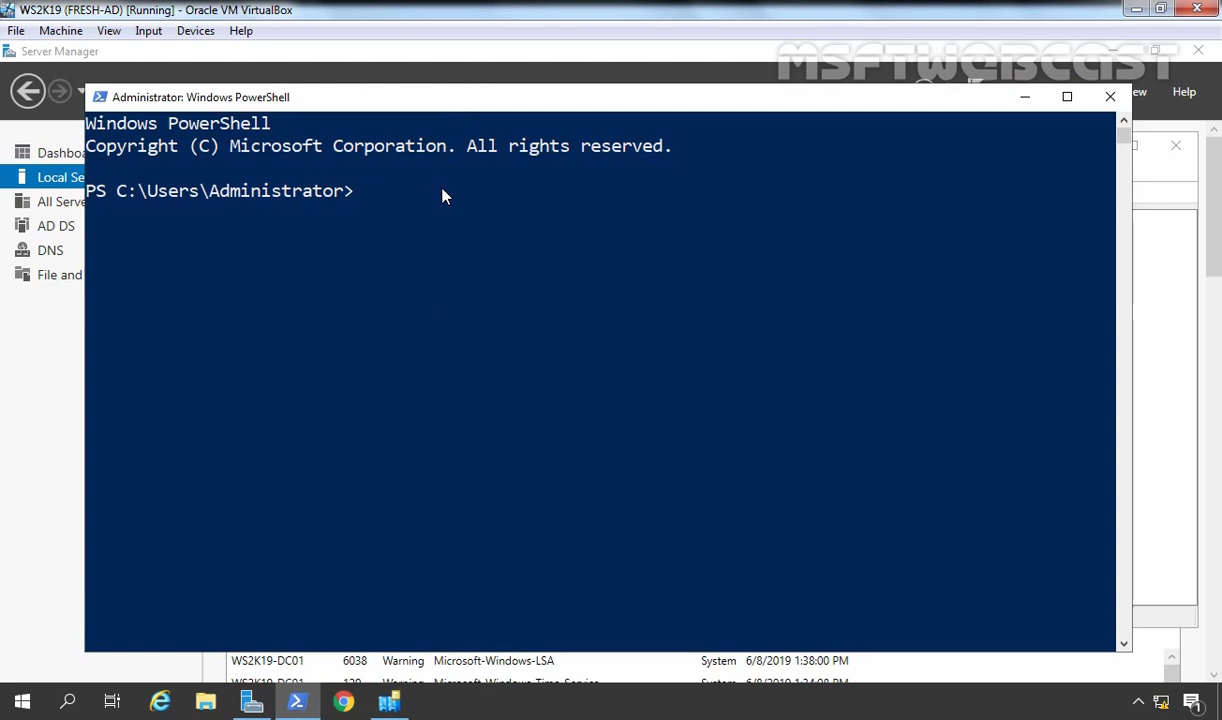 WS2K19 (FRESH-AD) [Running] - Oracle VM VirtualBox
File Machine View Input Devices Help
Server Manager
MSFTWEBCAST
Help
Administrator: Windows PowerShell
Windows PowerShell
Copyright (C) Microsoft Corporation. All rights reserved.
PS C:\Users\Administrator>
Dashbo
Local Se
All Serve
AD DS
DNS
File and
WS2K19-DC01 6038 Warning Microsoft-Windows-LSA System 6/8/2019 1:38:00 PM